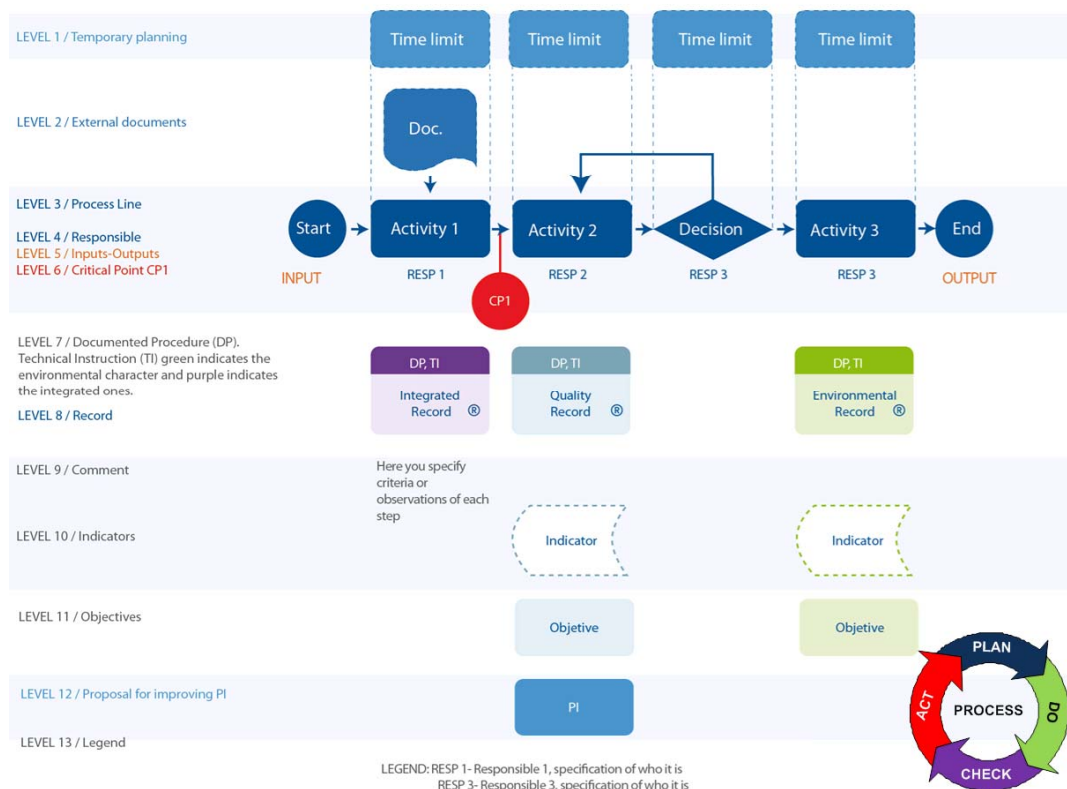 LEVEL 1 / Temporary planning
Time limit
Time limit
Time limit
Time limit
LEVEL 2 / External documents
Doc.
LEVEL 3 / Process Line
LEVEL 4 / Responsible
LEVEL 5 / Inputs-Outputs
LEVEL 6 / Critical Point CP1
Start
Activity 1
Activity 2
Decision
Activity 3
End
INPUT
RESP 1
RESP 2
RESP 3
RESP 3
OUTPUT
CP1
LEVEL 7 / Documented Procedure (DP).
Technical Instruction (TI) green indicates the
environmental character and purple indicates
the integrated ones.
LEVEL 8 / Record
DP, TI
Integrated
Record ®
DP, TI
Quality
Record ®
DP, TI
Environmental
Record ®
LEVEL 9 / Comment
Here you specify
criteria or
observations of each
step
LEVEL 10 / Indicators
Indicator
Indicator
LEVEL 11 / Objectives
Objetive
Objetive
LEVEL 12 / Proposal for improving PI
PI
LEVEL 13 / Legend
PLAN
DO
CHECK
ACT
PROCESS
LEGEND: RESP 1- Responsible 1, specification of who it is
RESP 3- Responsible 3, specification of who it is